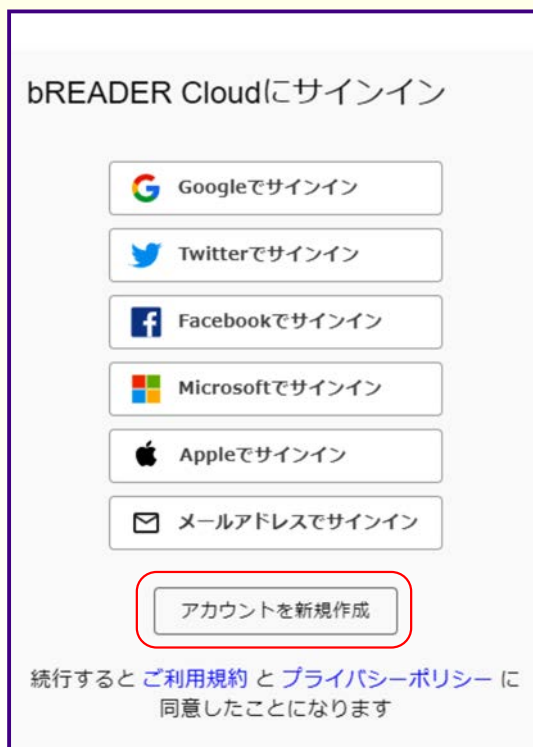 bREADER Cloudにサインイン
Googleでサインイン
Twitterでサインイン
Facebookでサインイン
Microsoftでサインイン
Appleでサインイン
メールアドレスでサインイン
アカウントを新規作成
続行すると ご利用規約 と プライバシーポリシー に
同意したことになります